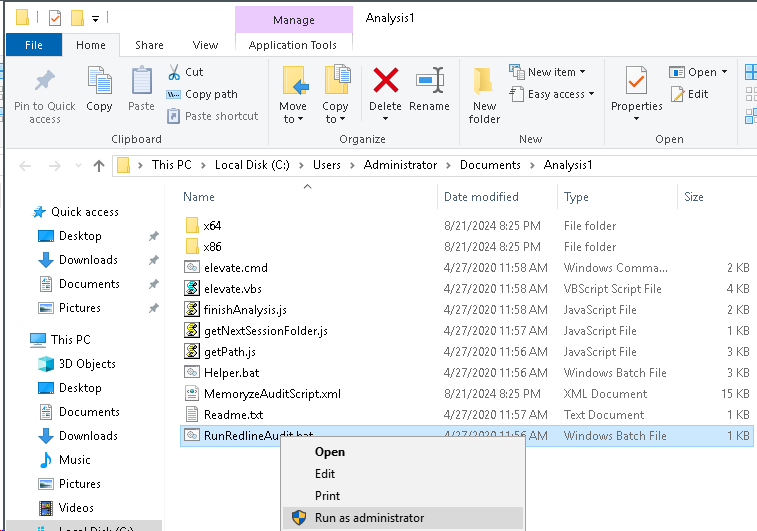 Manage
Analysis1
File
Home
Share
View
Application Tools
Pin to Quick access
Copy
Paste
Cut
Copy path
Paste shortcut
Clipboard
Move to
Copy to
Delete
Rename
Organize
New folder
New item
Easy access
New
Properties
Open
Edit
Open
This PC > Local Disk (C:) > Users > Administrator > Documents > Analysis1
Name Date modified Type Size
Quick access
Desktop
Downloads
Documents
Pictures
This PC
3D Objects
Desktop
Documents
Downloads
Music
Pictures
Videos
Local Disk (C:)
x64 8/21/2024 8:25 PM File folder
x86 8/21/2024 8:25 PM File folder
elevate.cmd 4/27/2020 11:58 AM Windows Comma... 2 KB
elevate.vbs 4/27/2020 11:58 AM VBScript Script File 4 KB
finishAnalysis.js 4/27/2020 11:58 AM JavaScript File 2 KB
getNextSessionFolder.js 4/27/2020 11:57 AM JavaScript File 1 KB
getPath.js 4/27/2020 11:56 AM JavaScript File 3 KB
Helper.bat 4/27/2020 11:56 AM Windows Batch File 3 KB
MemoryzeAuditScript.xml 8/21/2024 8:25 PM XML Document 15 KB
Readme.txt 4/27/2020 11:57 AM Text Document 1 KB
RunRedlineAudit.bat 4/27/2020 11:56 AM Windows Batch File 1 KB
Open
Edit
Print
Run as administrator